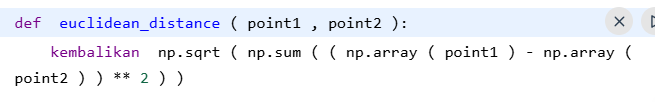 def euclidean_distance ( point1 , point2 ):
kembalikan np.sqrt ( np.sum ( ( np.array ( point1 ) - np.array (
point2 ) ) ** 2 ) )